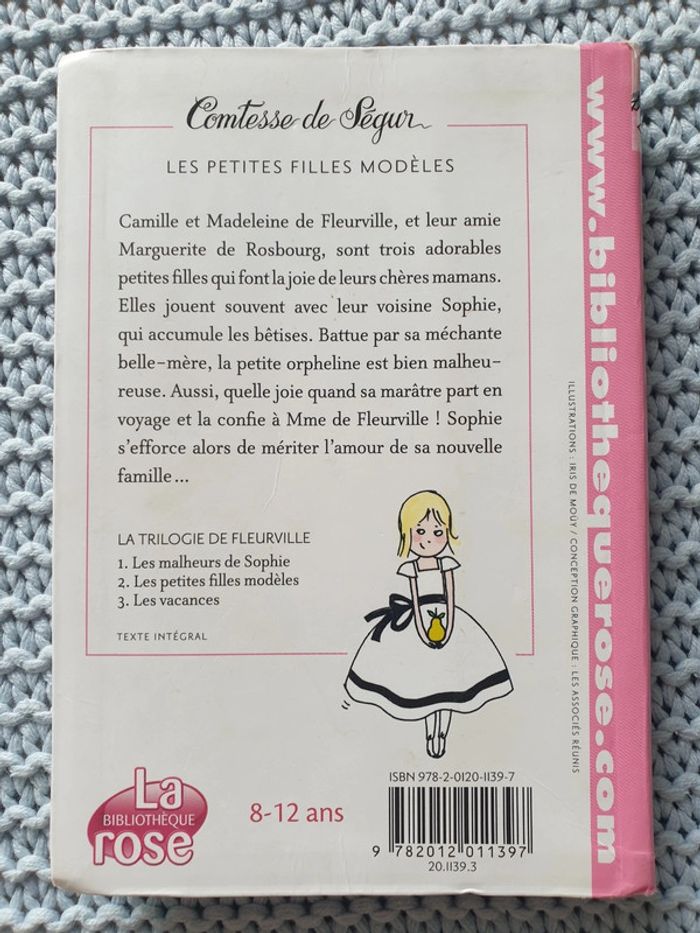 Comtesse de Ségur
LES PETITES FILLES MODÈLES
Camille et Madeleine de Fleurville, et leur amie
Marguerite de Rosbourg, sont trois adorables
petites filles qui font la joie de leurs chères mamans.
Elles jouent souvent avec leur voisine Sophie,
qui accumule les bêtises. Battue par sa méchante
belle-mère, la petite orpheline est bien malheu-
reuse. Aussi, quelle joie quand sa marâtre part en
voyage et la confie à Mme de Fleurville ! Sophie
s'efforce alors de mériter l'amour de sa nouvelle
famille...
LA TRILOGIE DE FLEURVILLE
1. Les malheurs de Sophie
2. Les petites filles modèles
3. Les vacances
TEXTE INTÉGRAL
La
BIBLIOTHÈQUE
rose
8-12 ans
ISBN 978-2-0120-1139-7
9 782012 011397
20.1139.3
ILLUSTRATIONS : IRIS DE MOÜY / CONCEPTION GRAPHIQUE : LES ASSOCIÉS RÉUNIS
www.bibliothequerose.com